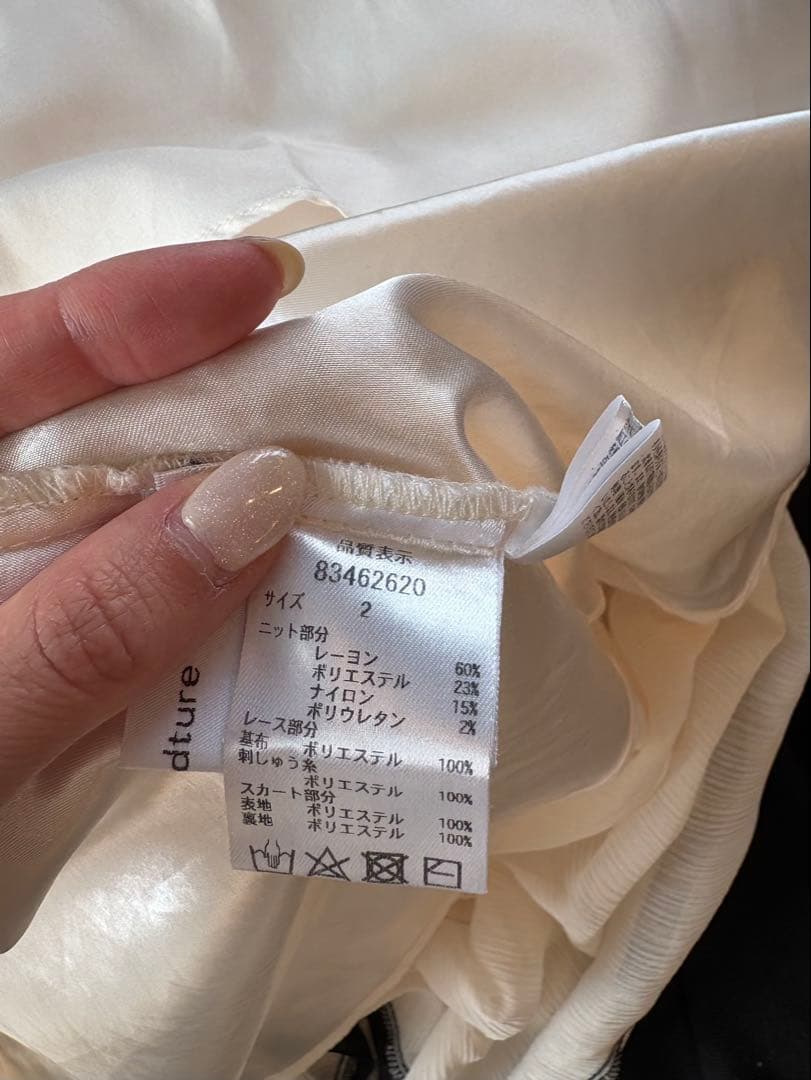 品質表示
83462620
サイズ 2
ニット部分
レーヨン 60%
ポリエステル 23%
ナイロン 15%
ポリウレタン 2%
レース部分
基布 ポリエステル 100%
刺しゅう糸
ポリエステル 100%
スカート部分
表地 ポリエステル 100%
裏地 ポリエステル 100%
dture